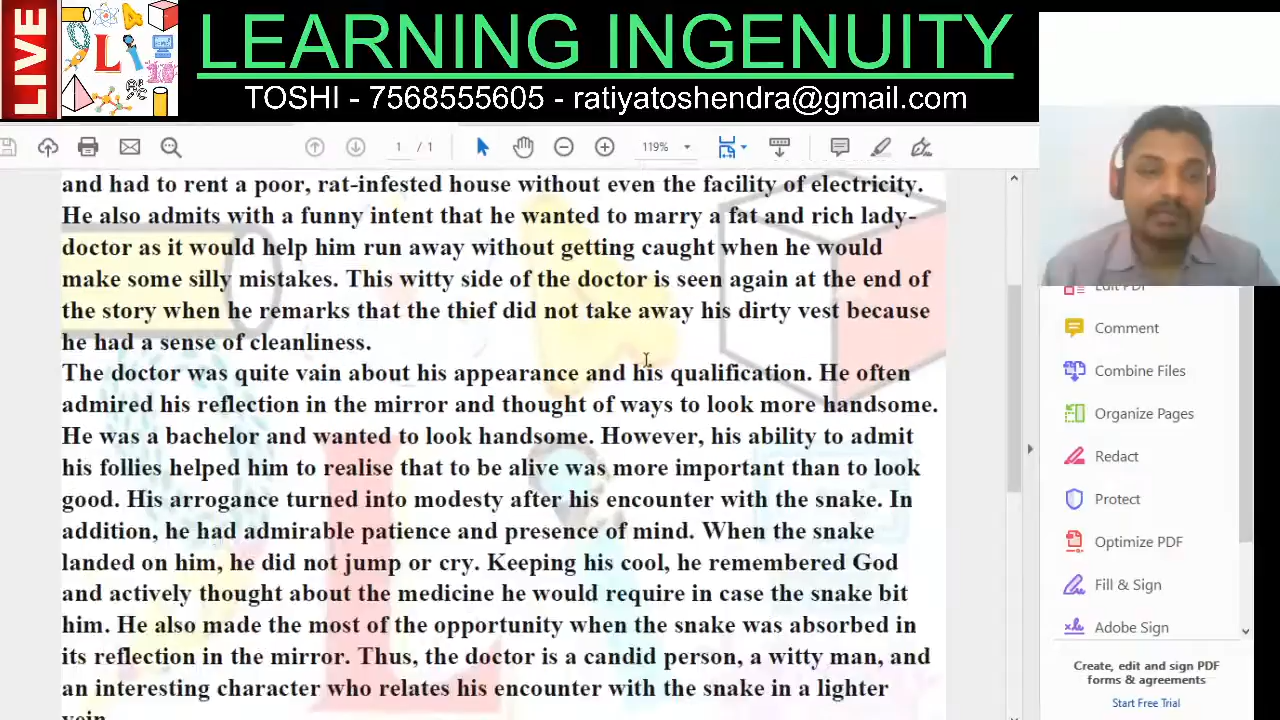 LIVE
LEARNING INGENUITY
TOSHI - 7568555605 - ratiyatoshendra@gmail.com
1 / 1
119%
and had to rent a poor, rat-infested house without even the facility of electricity.
He also admits with a funny intent that he wanted to marry a fat and rich lady-
doctor as it would help him run away without getting caught when he would
make some silly mistakes. This witty side of the doctor is seen again at the end of
the story when he remarks that the thief did not take away his dirty vest because
he had a sense of cleanliness.
The doctor was quite vain about his appearance and his qualification. He often
admired his reflection in the mirror and thought of ways to look more handsome.
He was a bachelor and wanted to look handsome. However, his ability to admit
his follies helped him to realise that to be alive was more important than to look
good. His arrogance turned into modesty after his encounter with the snake. In
addition, he had admirable patience and presence of mind. When the snake
landed on him, he did not jump or cry. Keeping his cool, he remembered God
and actively thought about the medicine he would require in case the snake bit
him. He also made the most of the opportunity when the snake was absorbed in
its reflection in the mirror. Thus, the doctor is a candid person, a witty man, and
an interesting character who relates his encounter with the snake in a lighter
vein.
Edit PDF
Comment
Combine Files
Organize Pages
Redact
Protect
Optimize PDF
Fill & Sign
Adobe Sign
Create, edit and sign PDF
forms & agreements
Start Free Trial